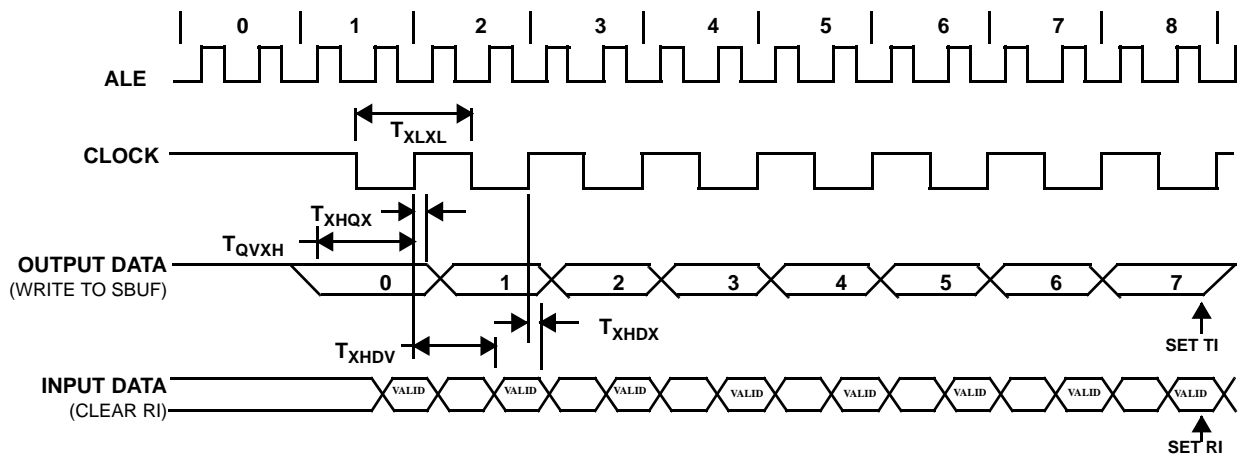 0 1 2 3 4 5 6 7 8
ALE
TXLXL
CLOCK
TXHQX
TQVXH
OUTPUT DATA
(WRITE TO SBUF)
0 1 2 3 4 5 6 7
TXHDX
SET TI
TXHDV
INPUT DATA
(CLEAR RI)
VALID VALID VALID VALID VALID VALID VALID VALID
SET RI